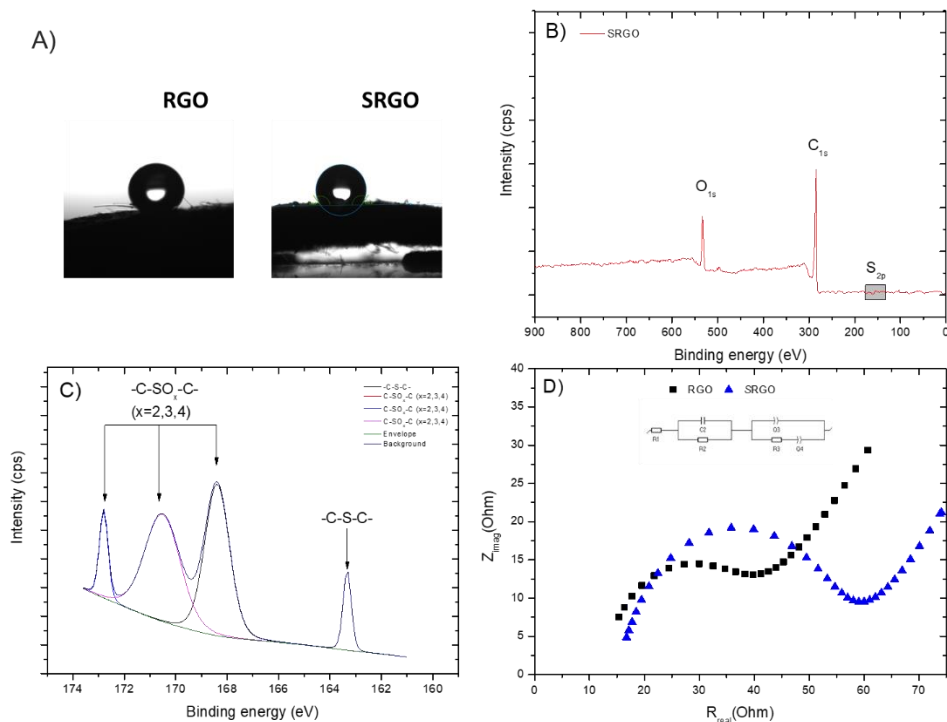 A)
RGO
SRGO
B)
SRGO
Intensity (cps)
O1s
C1s
S2p
900 800 700 600 500 400 300 200 100 0
Binding energy (eV)
C)
-C-SOx-C-
(x=2,3,4)
-C-S-C-
C-SOx-C (x=2,3,4)
C-SOx-C (x=2,3,4)
C-SOx-C (x=2,3,4)
Envelope
Background
-C-S-C-
Intensity (cps)
174 172 170 168 166 164 162 160
Binding energy (eV)
D)
RGO SRGO
R1
C2
R2
Q3
R3
Q4
Zimag(Ohm)
40
35
30
25
20
15
10
5
0
0 10 20 30 40 50 60 70
Rreal(Ohm)